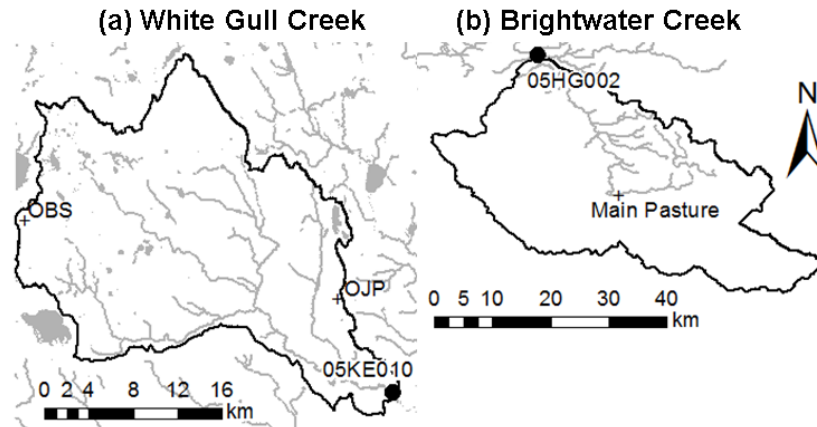 (a) White Gull Creek
(b) Brightwater Creek
05HG002
N
OBS
Main Pasture
OJP
0 5 10 20 30 40
km
05KE010
0 2 4 8 12 16
km